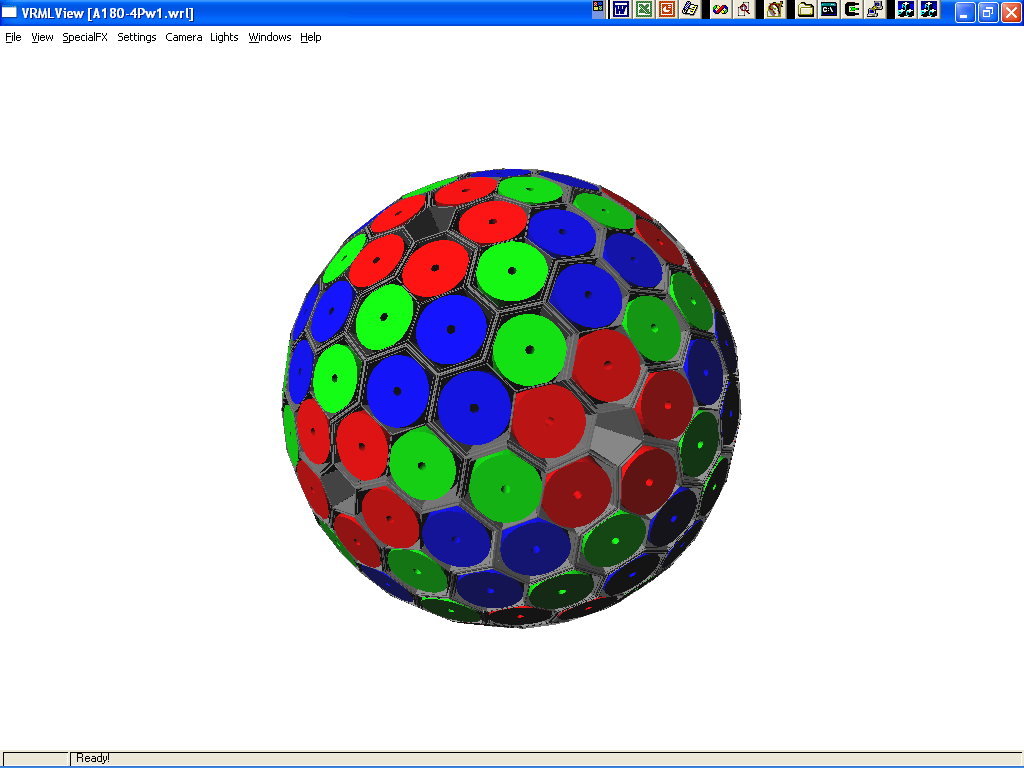 VRMLView [A180-4Pw1.wrl]
File View SpecialFX Settings Camera Lights Windows Help
Ready!